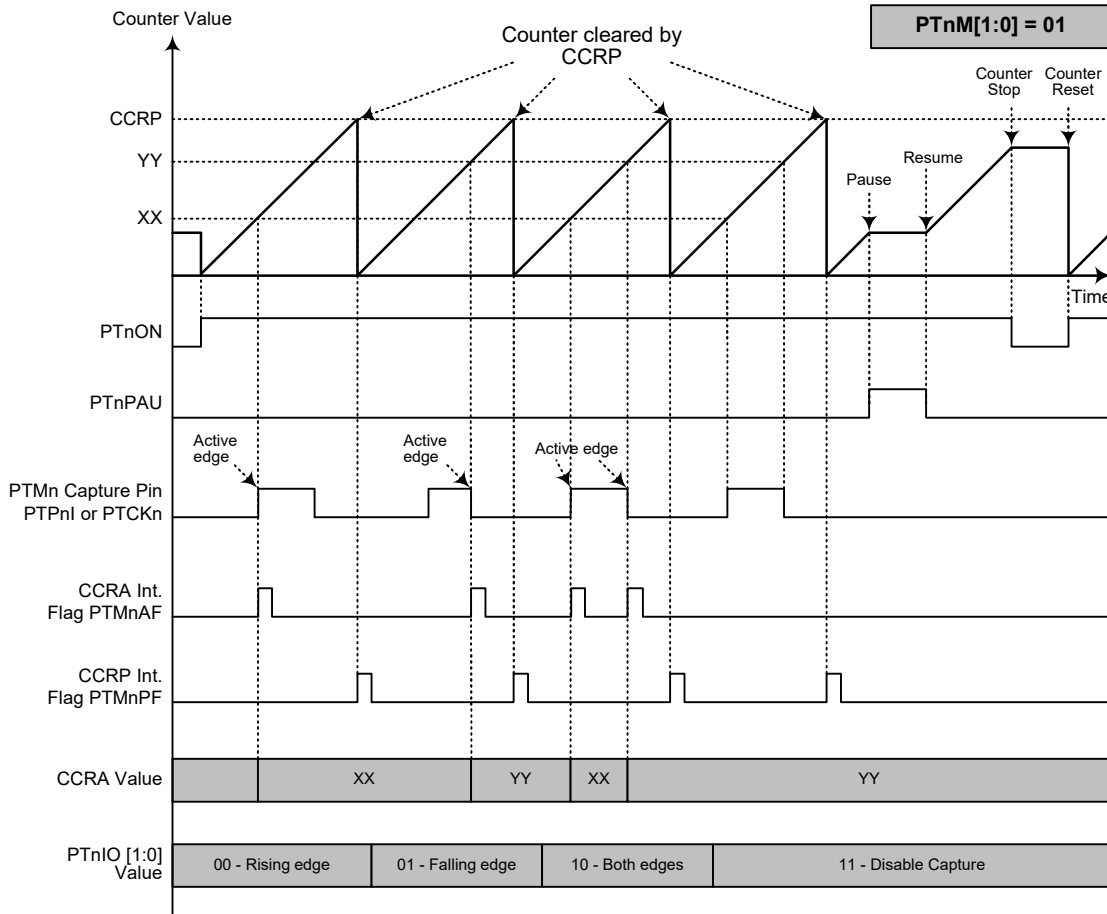 Counter Value
PTnM[1:0] = 01
Counter cleared by
CCRP
Counter
Stop
Counter
Reset
CCRP
YY
XX
Pause
Resume
Time
PTnON
PTnPAU
Active
edge
Active
edge
Active edge
PTMn Capture Pin
PTPnI or PTCKn
CCRA Int.
Flag PTMnAF
CCRP Int.
Flag PTMnPF
CCRA Value
XX
YY
XX
YY
PTnIO [1:0]
Value
00 - Rising edge
01 - Falling edge
10 - Both edges
11 - Disable Capture